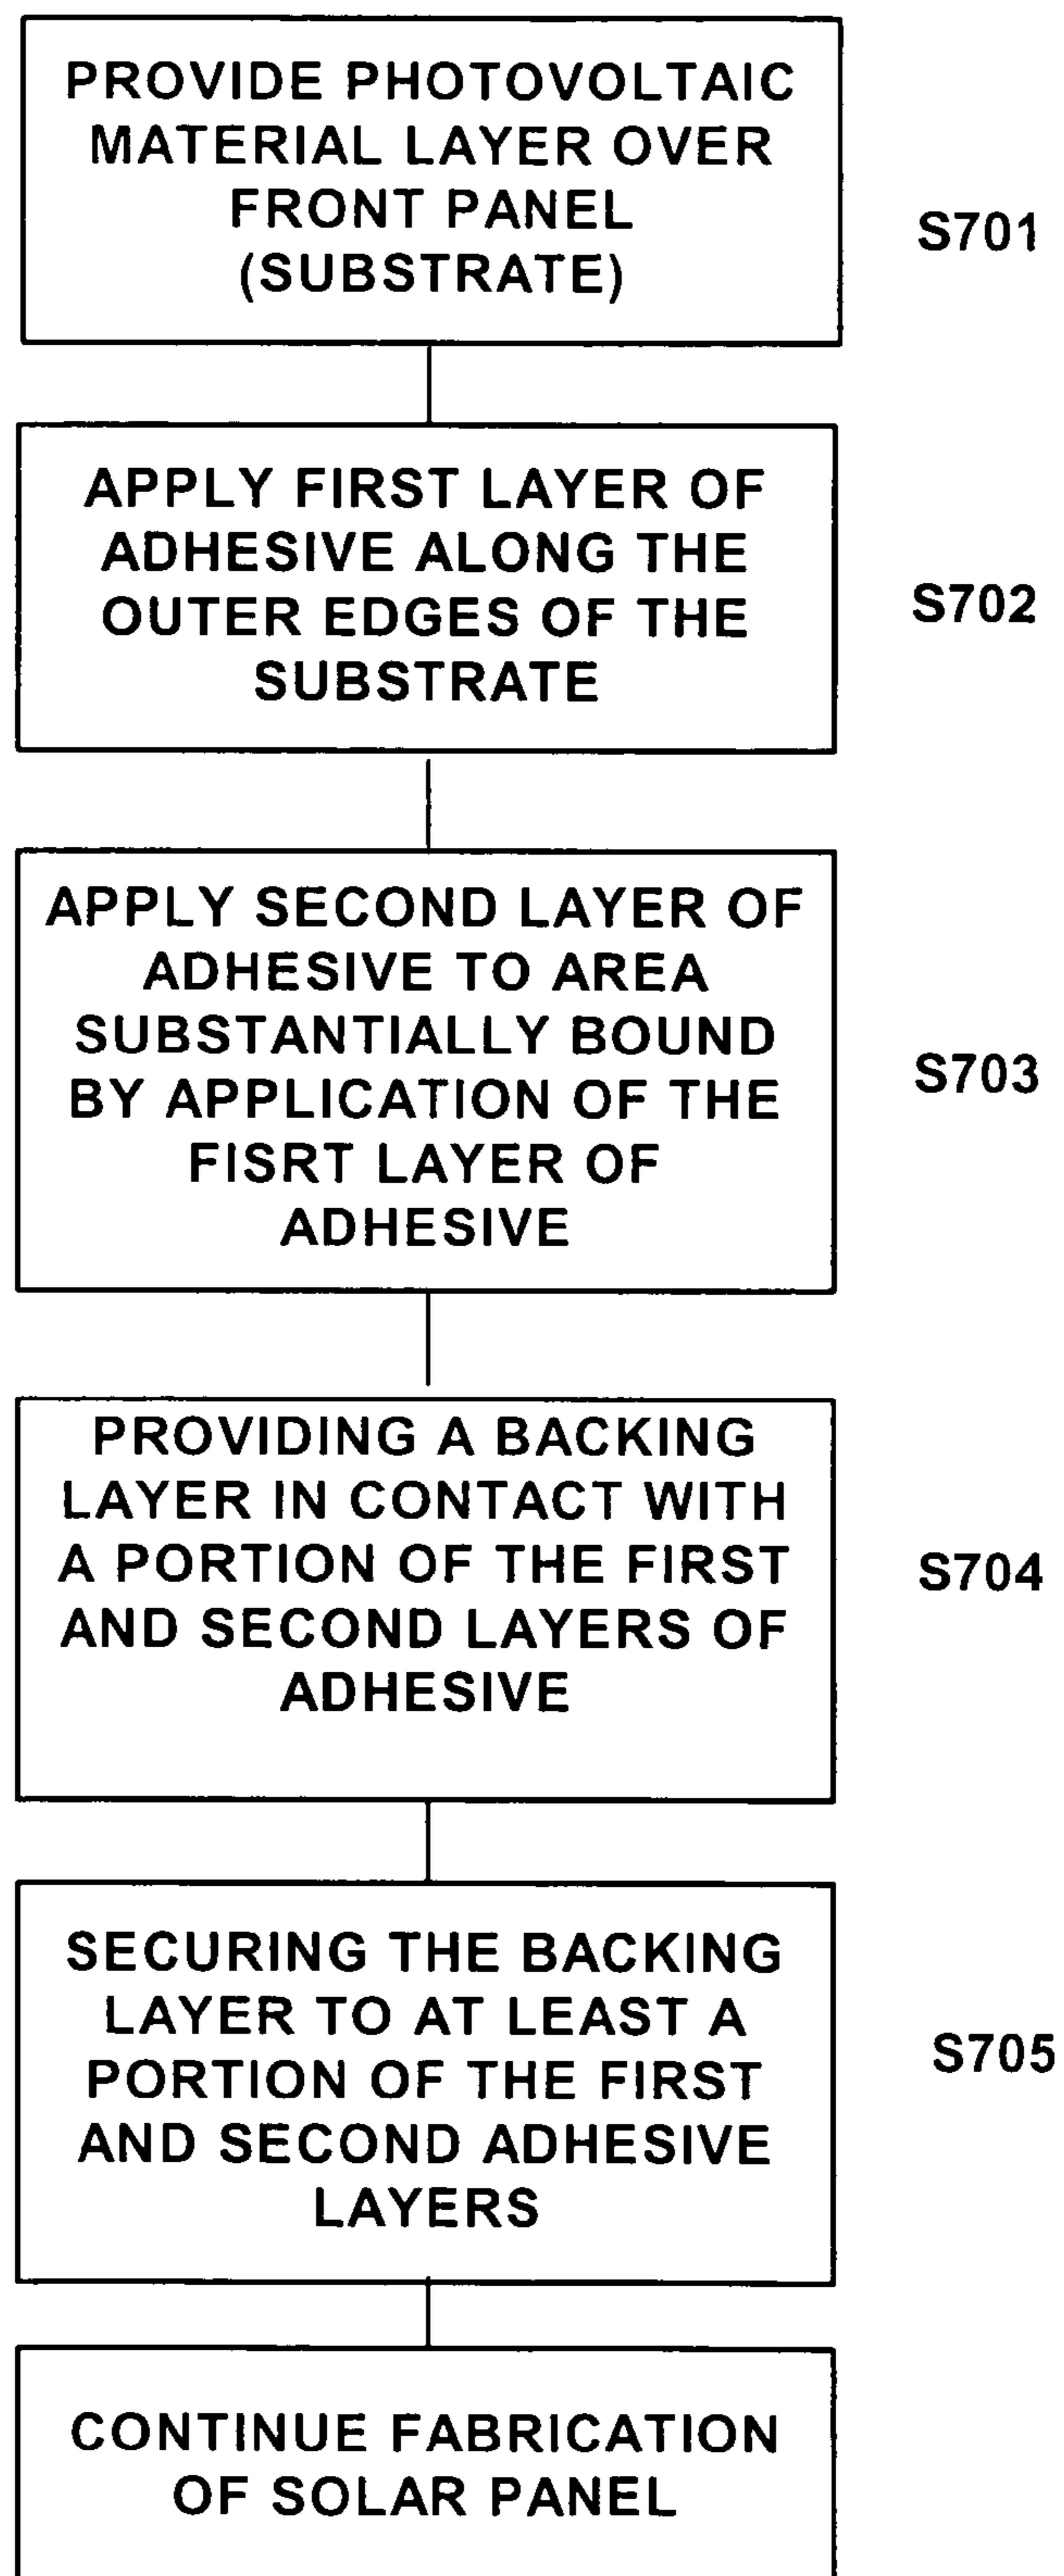 PROVIDE PHOTOVOLTAIC
MATERIAL LAYER OVER
FRONT PANEL
(SUBSTRATE)
S701
APPLY FIRST LAYER OF
ADHESIVE ALONG THE
OUTER EDGES OF THE
SUBSTRATE
S702
APPLY SECOND LAYER OF
ADHESIVE TO AREA
SUBSTANTIALLY BOUND
BY APPLICATION OF THE
FISRT LAYER OF
ADHESIVE
S703
PROVIDING A BACKING
LAYER IN CONTACT WITH
A PORTION OF THE FIRST
AND SECOND LAYERS OF
ADHESIVE
S704
SECURING THE BACKING
LAYER TO AT LEAST A
PORTION OF THE FIRST
AND SECOND ADHESIVE
LAYERS
S705
CONTINUE FABRICATION
OF SOLAR PANEL